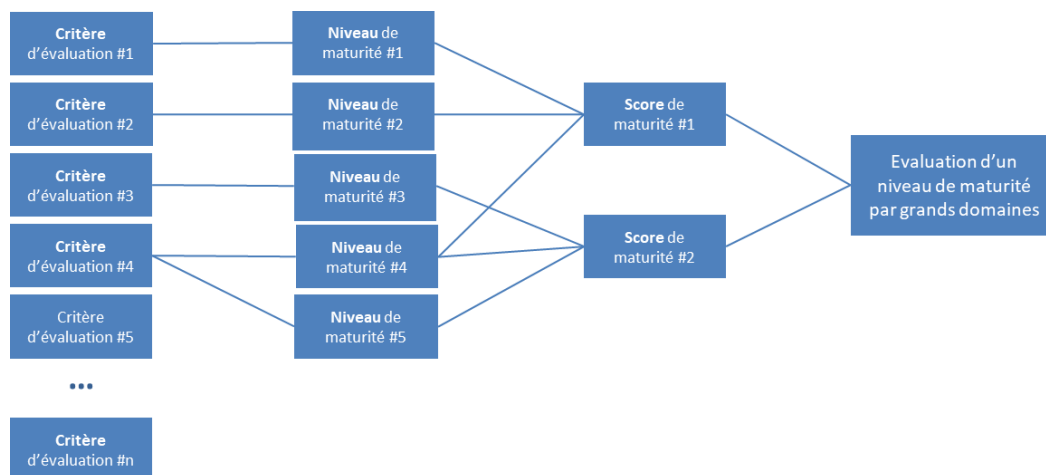 Critère
d'évaluation #1
Critère
d'évaluation #2
Critère
d'évaluation #3
Critère
d'évaluation #4
Critère
d'évaluation #5
...
Critère
d'évaluation #n
Niveau de
maturité #1
Niveau de
maturité #2
Niveau de
maturité #3
Niveau de
maturité #4
Niveau de
maturité #5
Score de
maturité #1
Score de
maturité #2
Evaluation d'un
niveau de maturité
par grands domaines